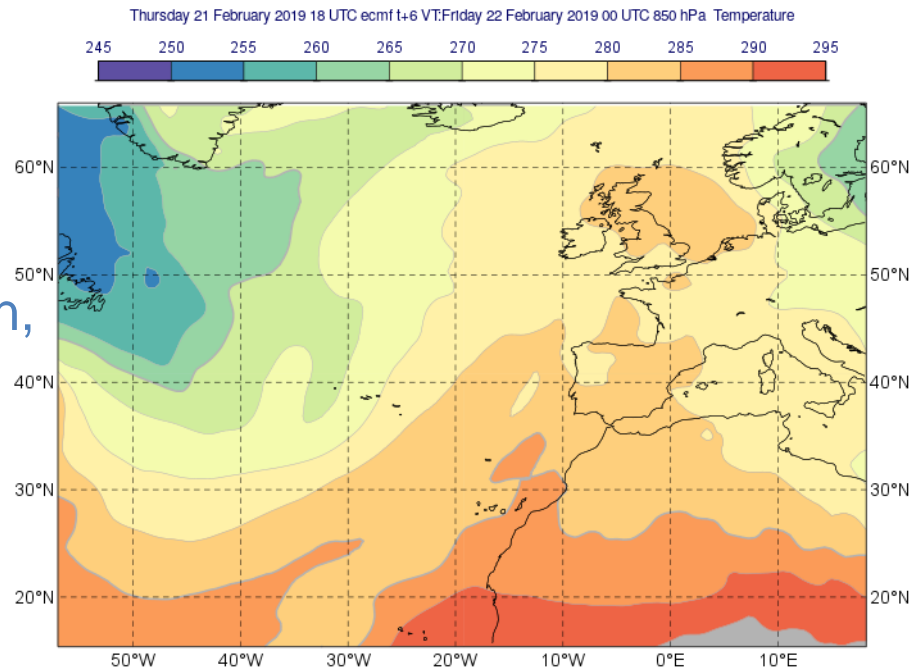 Thursday 21 February 2019 18 UTC ecmf t+6 VT:Friday 22 February 2019 00 UTC 850 hPa Temperature
245 250 255 260 265 270 275 280 285 290 295
60°N 60°N
50°N 50°N
n,
40°N 40°N
30°N 30°N
20°N 20°N
50°W 40°W 30°W 20°W 10°W 0°E 10°E